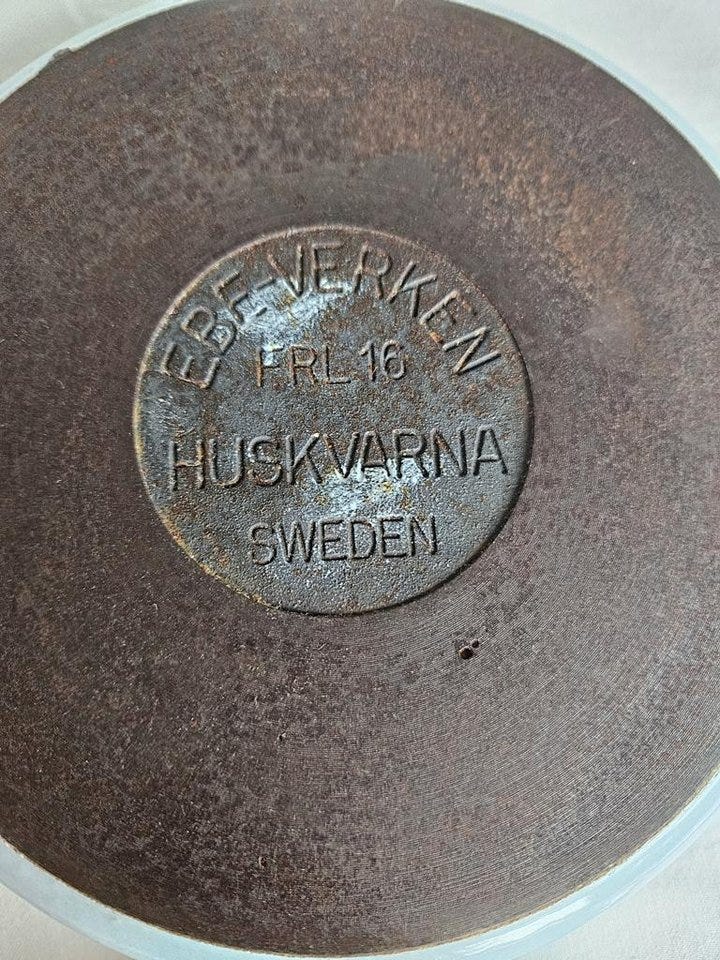 EBE-VERKEN
FRL 16
HUSKVARNA
SWEDEN